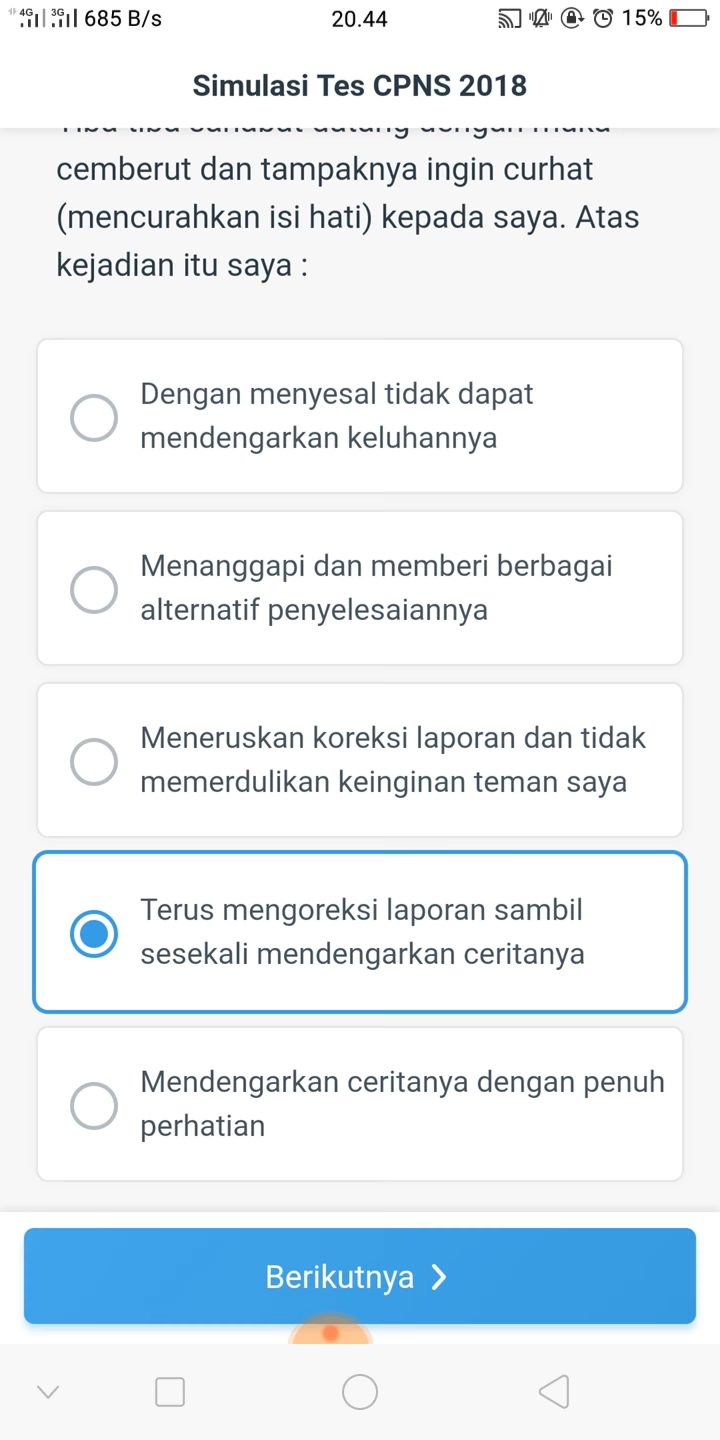 4G 3G 685 B/s 20.44 15%
Simulasi Tes CPNS 2018
cemberut dan tampaknya ingin curhat
(mencurahkan isi hati) kepada saya. Atas
kejadian itu saya :
Dengan menyesal tidak dapat
mendengarkan keluhannya
Menanggapi dan memberi berbagai
alternatif penyelesaiannya
Meneruskan koreksi laporan dan tidak
memerdulikan keinginan teman saya
Terus mengoreksi laporan sambil
sesekali mendengarkan ceritanya
Mendengarkan ceritanya dengan penuh
perhatian
Berikutnya